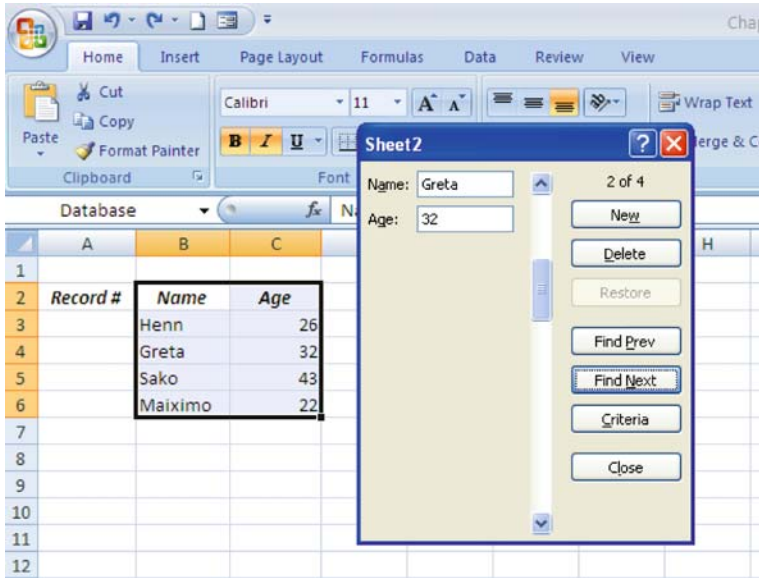 Cha
Home Insert Page Layout Formulas Data Review View
Cut
Copy
Paste
Format Painter
Clipboard
Calibri 11 A A
B I U
Font
Wrap Text
Merge & C
Database fx Na
Sheet2
Name: Greta
Age: 32
2 of 4
New
Delete
Restore
Find Prev
Find Next
Criteria
Close
A B C H
1
2 Record # Name Age
3 Henn 26
4 Greta 32
5 Sako 43
6 Maiximo 22
7
8
9
10
11
12